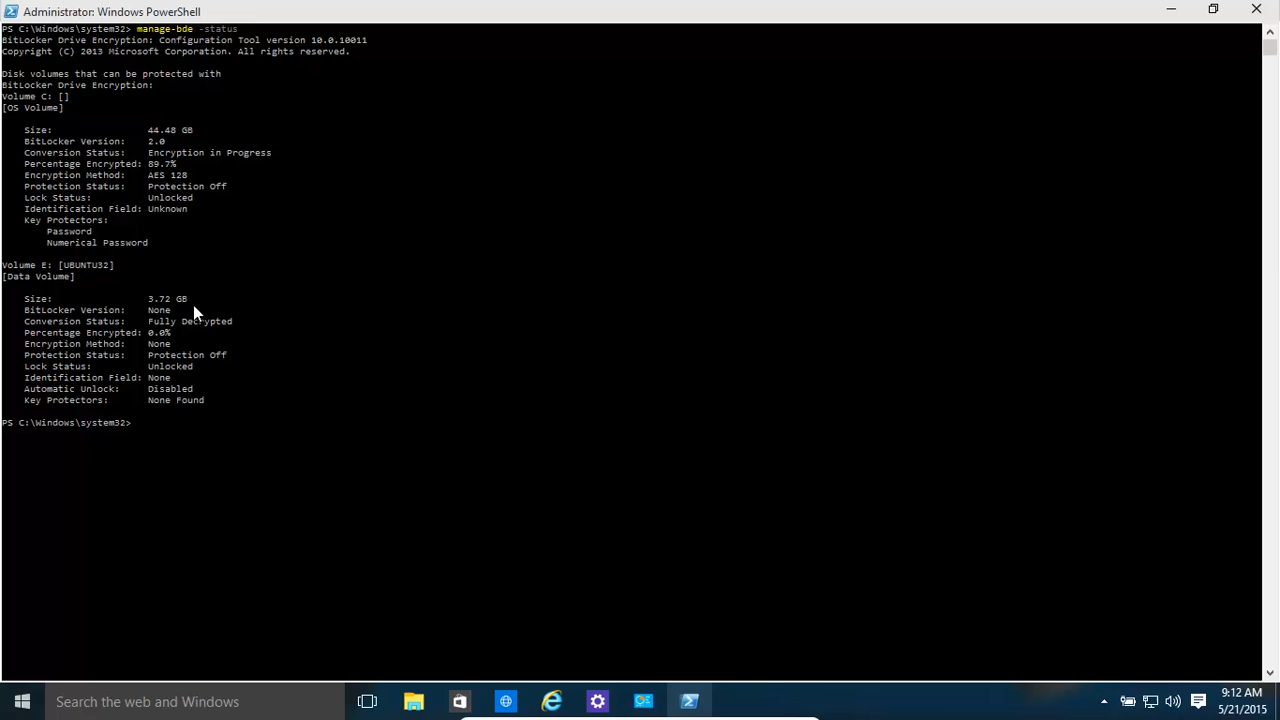 Administrator: Windows PowerShell
PS C:\Windows\system32> manage-bde -status
BitLocker Drive Encryption: Configuration Tool version 10.0.10011
Copyright (C) 2013 Microsoft Corporation. All rights reserved.
Disk volumes that can be protected with
BitLocker Drive Encryption:
Volume C: []
[OS Volume]
Size: 44.48 GB
BitLocker Version: 2.0
Conversion Status: Encryption in Progress
Percentage Encrypted: 89.7%
Encryption Method: AES 128
Protection Status: Protection Off
Lock Status: Unlocked
Identification Field: Unknown
Key Protectors:
Password
Numerical Password
Volume E: [UBUNTU32]
[Data Volume]
Size: 3.72 GB
BitLocker Version: None
Conversion Status: Fully Decrypted
Percentage Encrypted: 0.0%
Encryption Method: None
Protection Status: Protection Off
Lock Status: Unlocked
Identification Field: None
Automatic Unlock: Disabled
Key Protectors: None Found
PS C:\Windows\system32>
Search the web and Windows
9:12 AM
5/21/2015